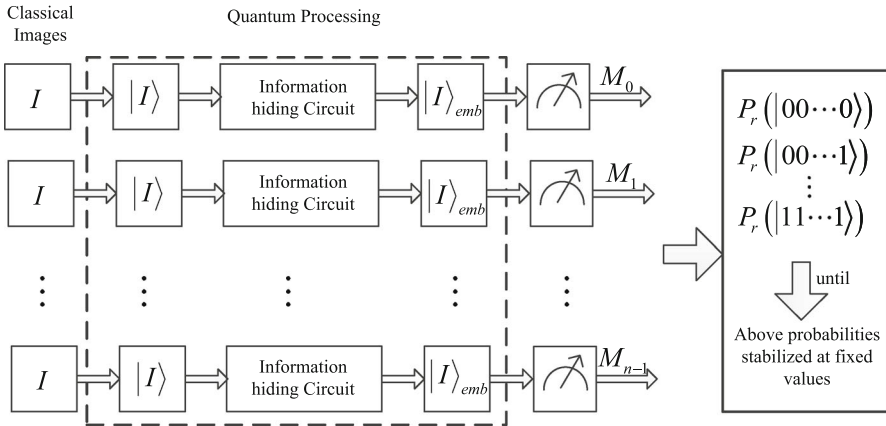 Classical
Images
Quantum Processing
I
|I⟩
Information
hiding Circuit
|I⟩emb
M0
I
|I⟩
Information
hiding Circuit
|I⟩emb
M1
⋮ ⋮ ⋮ ⋮ ⋮
I
|I⟩
Information
hiding Circuit
|I⟩emb
Mn−1
Pr(|00⋯0⟩)
Pr(|00⋯1⟩)
⋮
Pr(|11⋯1⟩)
until
Above probabilities
stabilized at fixed
values